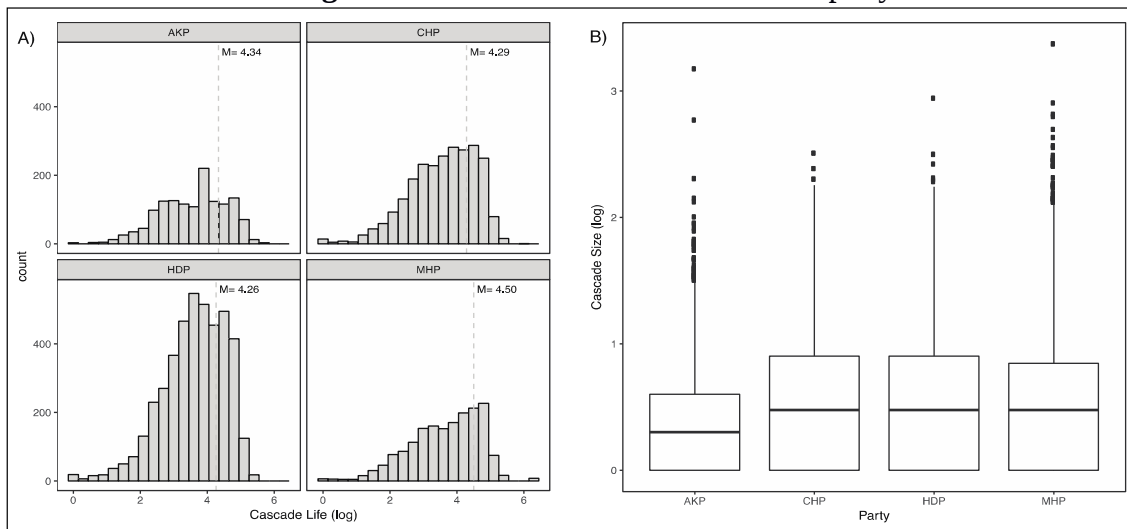 A)
AKP
CHP
M= 4.34
M= 4.29
400
200
0
HDP
MHP
M= 4.26
M= 4.50
400
200
0
count
0 2 4 6 0 2 4 6
Cascade Life (log)
B)
3
2
1
0
Cascade Size (log)
AKP CHP HDP MHP
Party